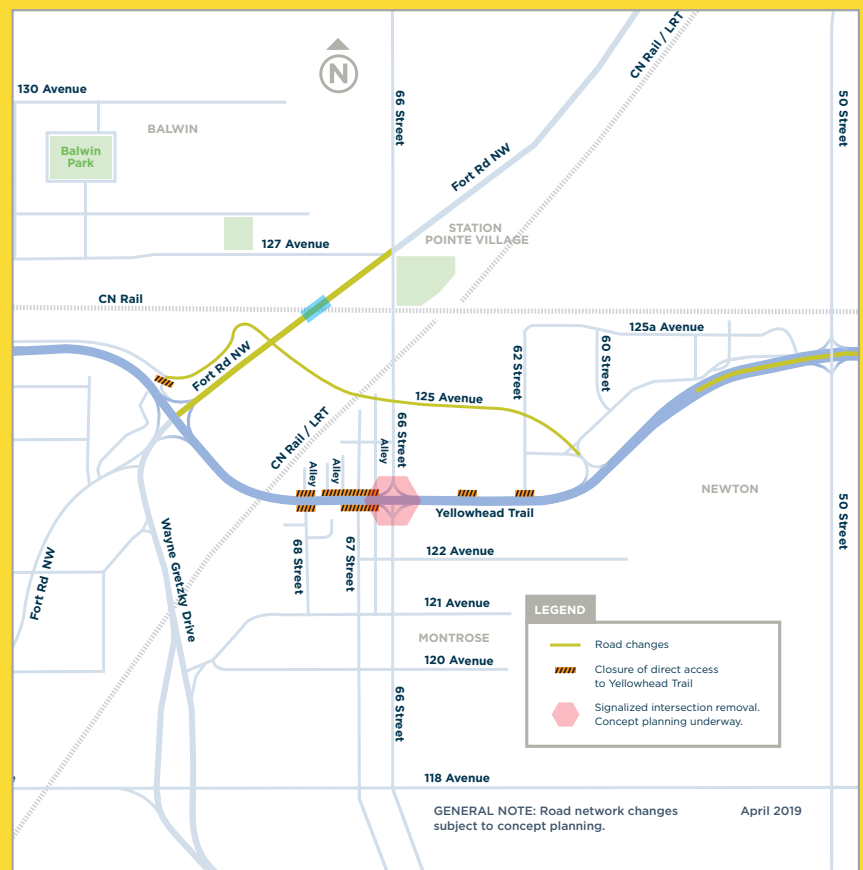 N
CN Rail / LRT
130 Avenue
BALWIN
66 Street
50 Street
Balwin
Park
Fort Rd NW
STATION
POINTE VILLAGE
127 Avenue
CN Rail
125a Avenue
62 Street
60 Street
Fort Rd NW
125 Avenue
66 Street
CN Rail / LRT
Alley
Alley
Alley
NEWTON
50 Street
Yellowhead Trail
Wayne Gretzky Drive
68 Street
67 Street
122 Avenue
Fort Rd NW
121 Avenue
MONTROSE
120 Avenue
66 Street
LEGEND
Road changes
Closure of direct access
to Yellowhead Trail
Signalized intersection removal.
Concept planning underway.
118 Avenue
GENERAL NOTE: Road network changes
subject to concept planning.
April 2019